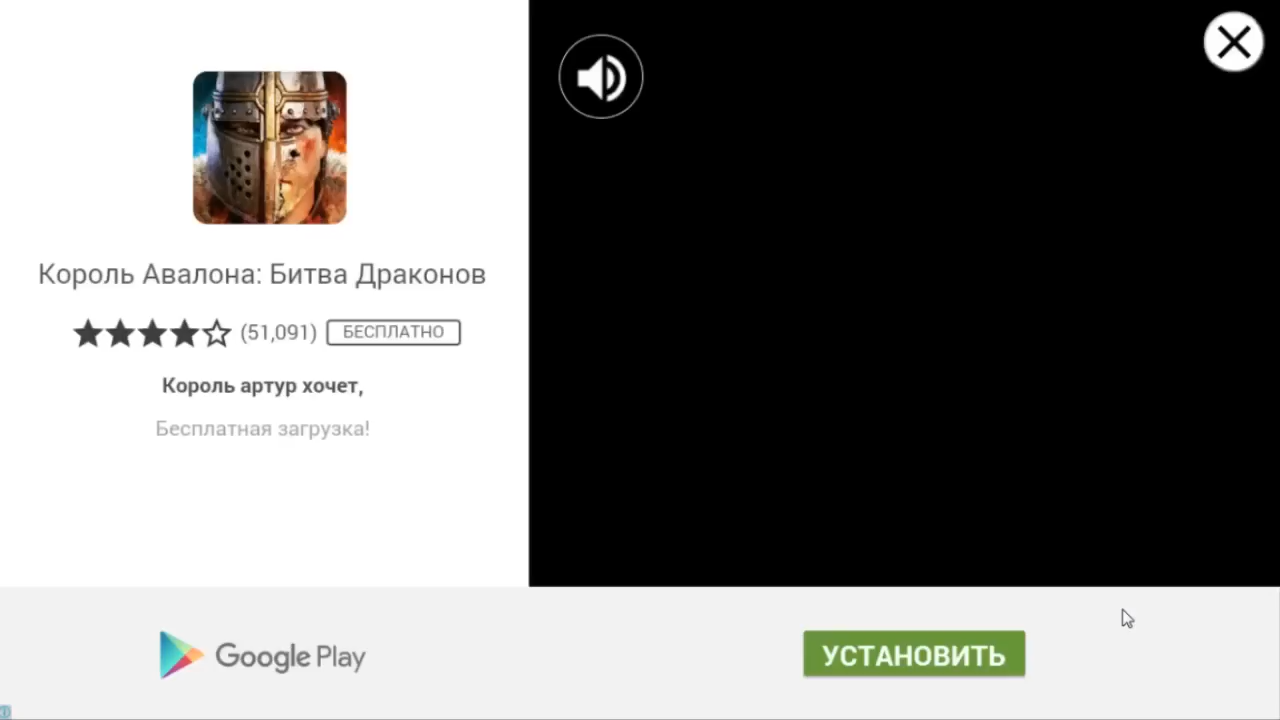 Король Авалона: Битва Драконов
(51,091) БЕСПЛАТНО
Король артур хочет,
Бесплатная загрузка!
Google Play
УСТАНОВИТЬ